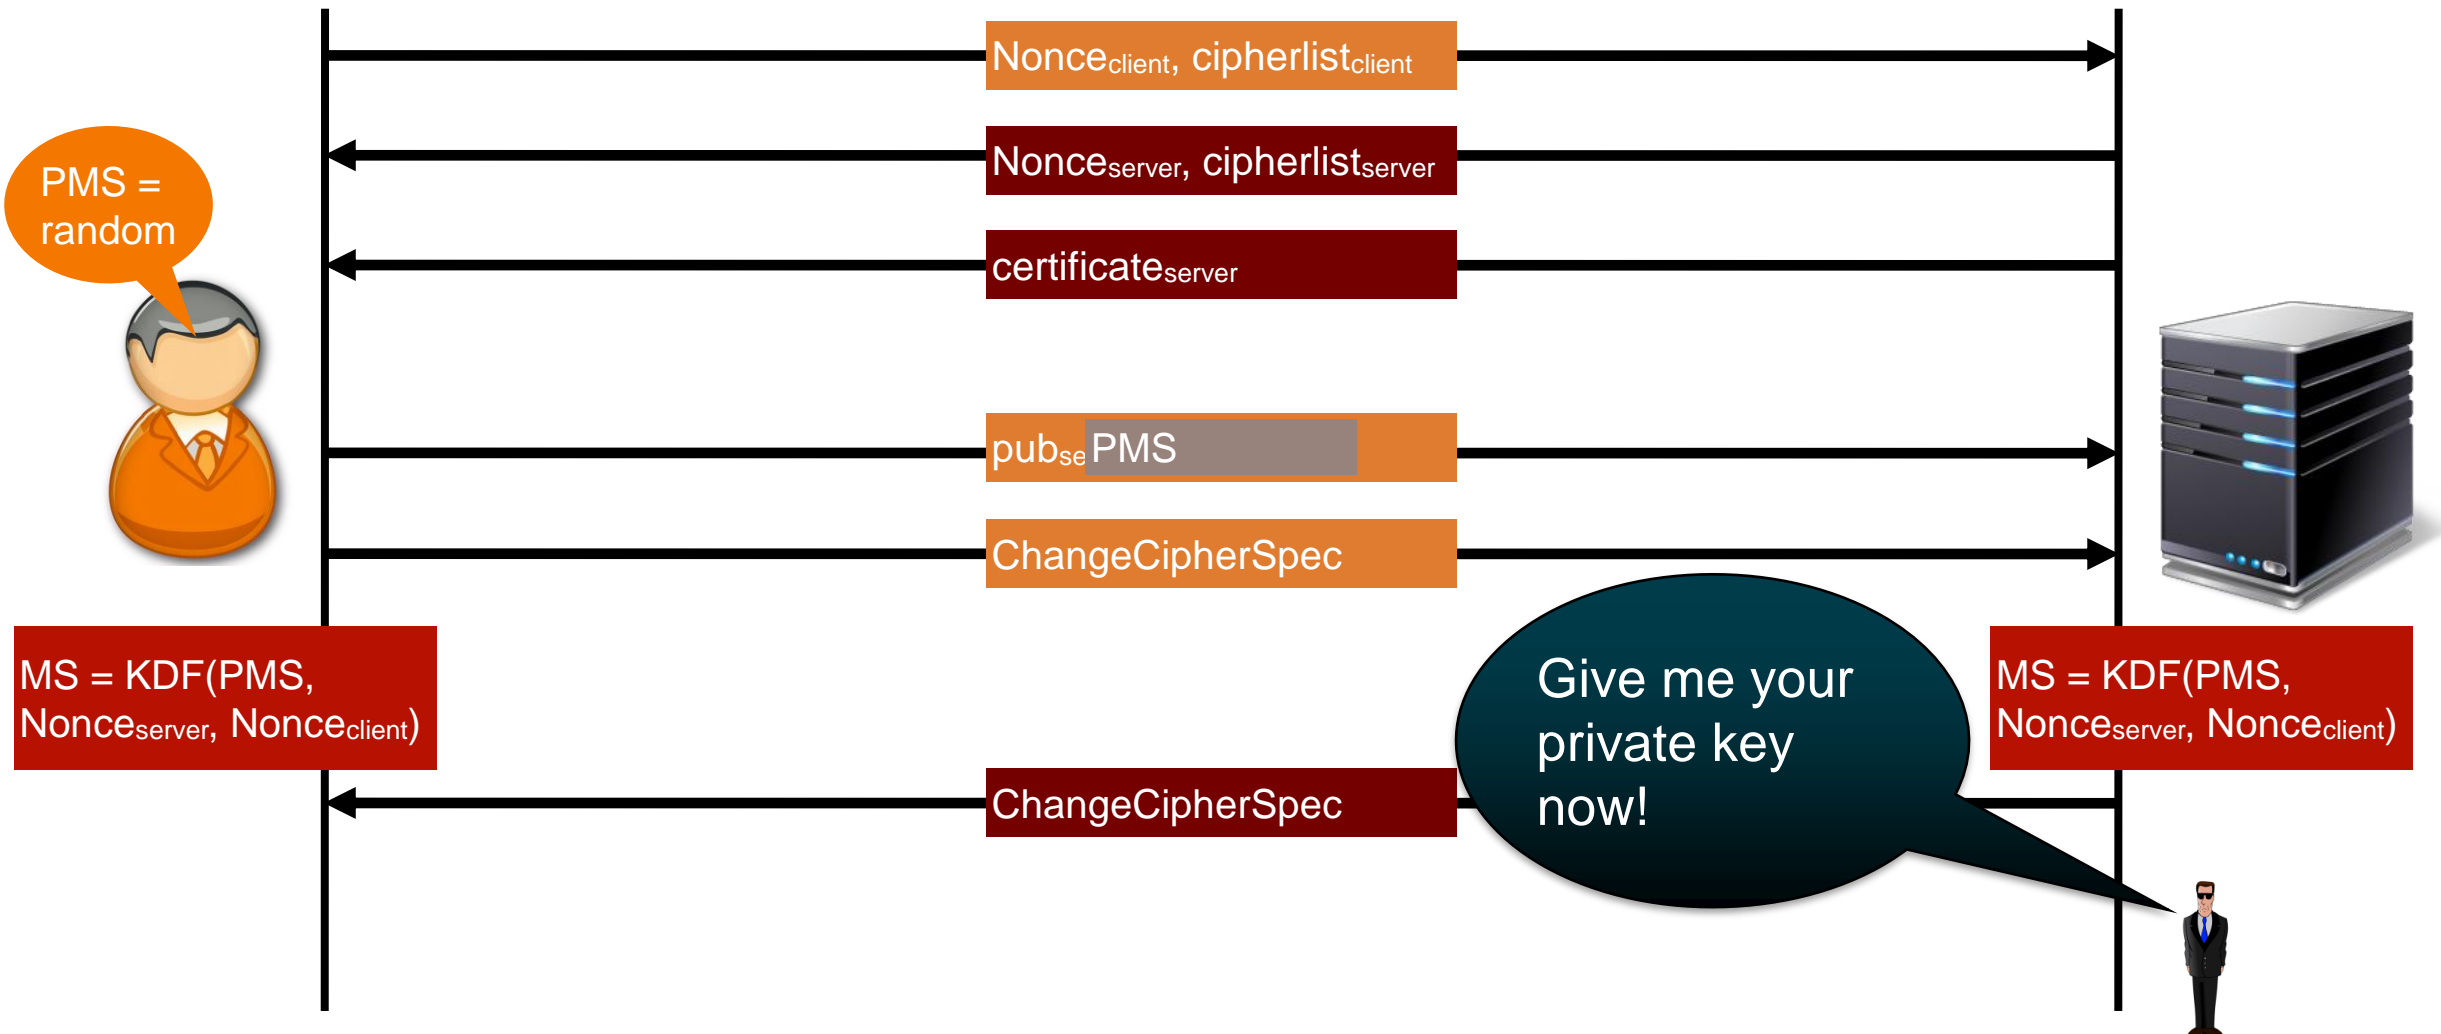 Nonceclient, cipherlistclient
Nonceserver, cipherlistserver
PMS =
random
certificateserver
pubse PMS
ChangeCipherSpec
MS = KDF(PMS,
Nonceserver, Nonceclient)
Give me your
private key
now!
MS = KDF(PMS,
Nonceserver, Nonceclient)
ChangeCipherSpec